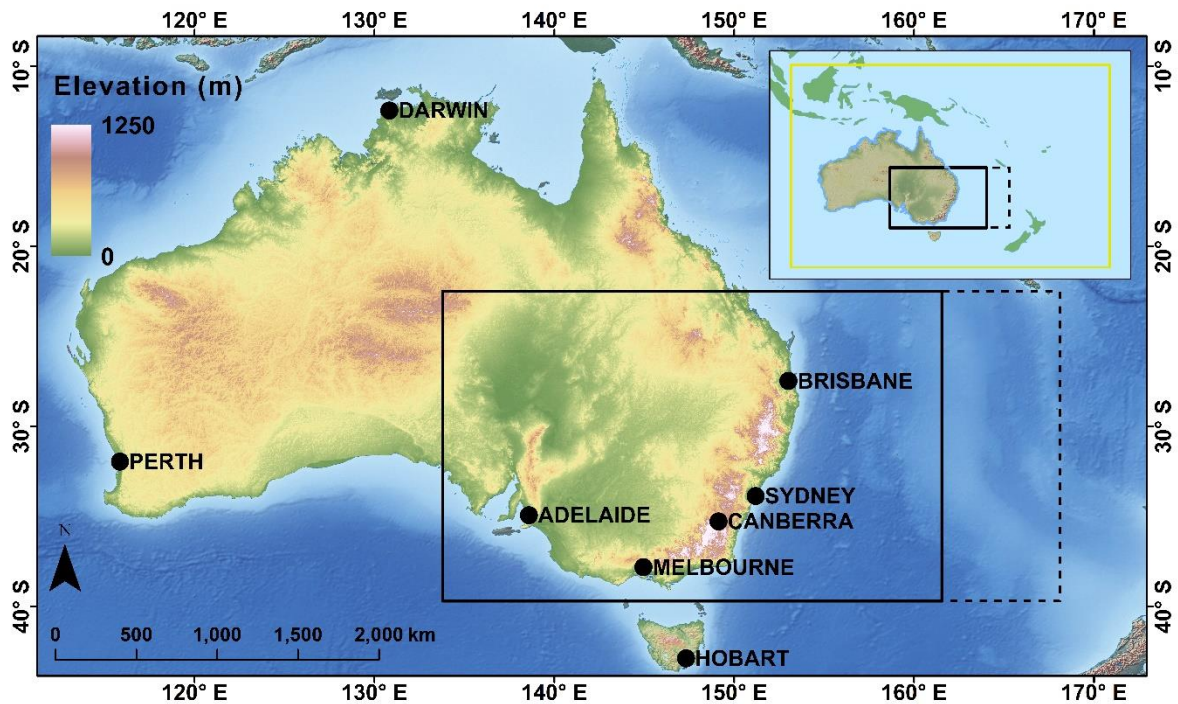 120° E 130° E 140° E 150° E 160° E 170° E
10° S 10° S
Elevation (m)
1250
DARWIN
20° S 20° S
0
BRISBANE
30° S 30° S
PERTH
SYDNEY
ADELAIDE
CANBERRA
N
MELBOURNE
40° S 40° S
0 500 1,000 1,500 2,000 km
HOBART
120° E 130° E 140° E 150° E 160° E 170° E